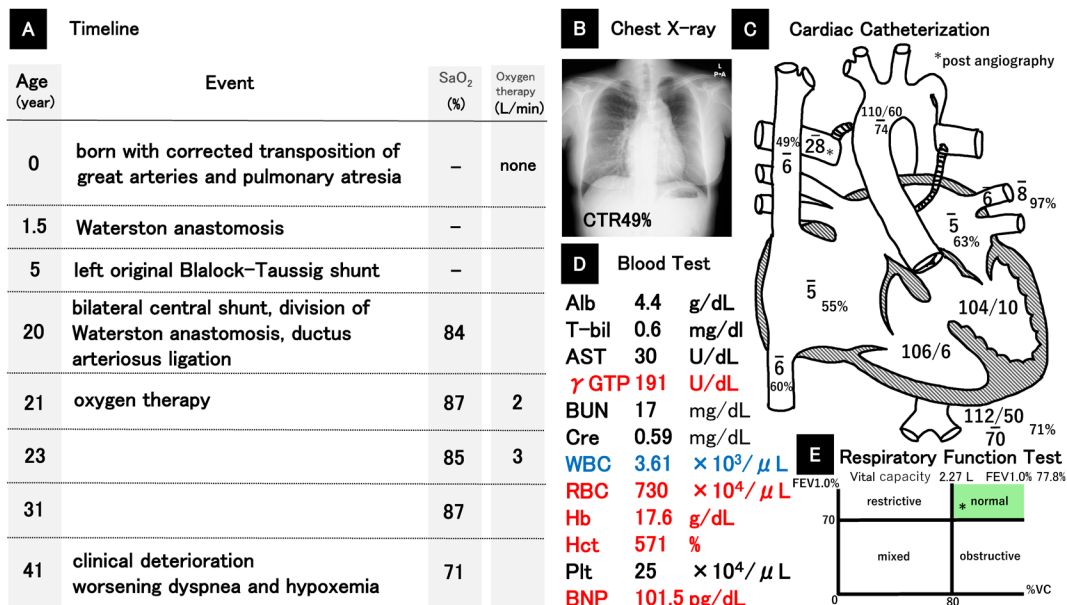 A Timeline
Age (year) Event SaO₂ (%) Oxygen therapy (L/min)
0 born with corrected transposition of great arteries and pulmonary atresia – none
1.5 Waterston anastomosis –
5 left original Blalock-Taussig shunt –
20 bilateral central shunt, division of Waterston anastomosis, ductus arteriosus ligation 84
21 oxygen therapy 87 2
23 85 3
31 87
41 clinical deterioration worsening dyspnea and hypoxemia 71
B Chest X-ray
L
P→A
CTR49%
C Cardiac Catheterization
*post angiography
110/60
7̄4
49%
6̄
2̄8*
6̄
8̄
97%
5̄
63%
5̄
55%
104/10
106/6
6̄
60%
112/50
7̄0
71%
D Blood Test
Alb 4.4 g/dL
T-bil 0.6 mg/dl
AST 30 U/dL
γGTP 191 U/dL
BUN 17 mg/dL
Cre 0.59 mg/dL
WBC 3.61 ×10³/μL
RBC 730 ×10⁴/μL
Hb 17.6 g/dL
Hct 571 %
Plt 25 ×10⁴/μL
BNP 101.5 pg/dL
E Respiratory Function Test
Vital capacity 2.27 L FEV1.0% 77.8%
FEV1.0%
restrictive
* normal
70
mixed
obstructive
0
80
%VC